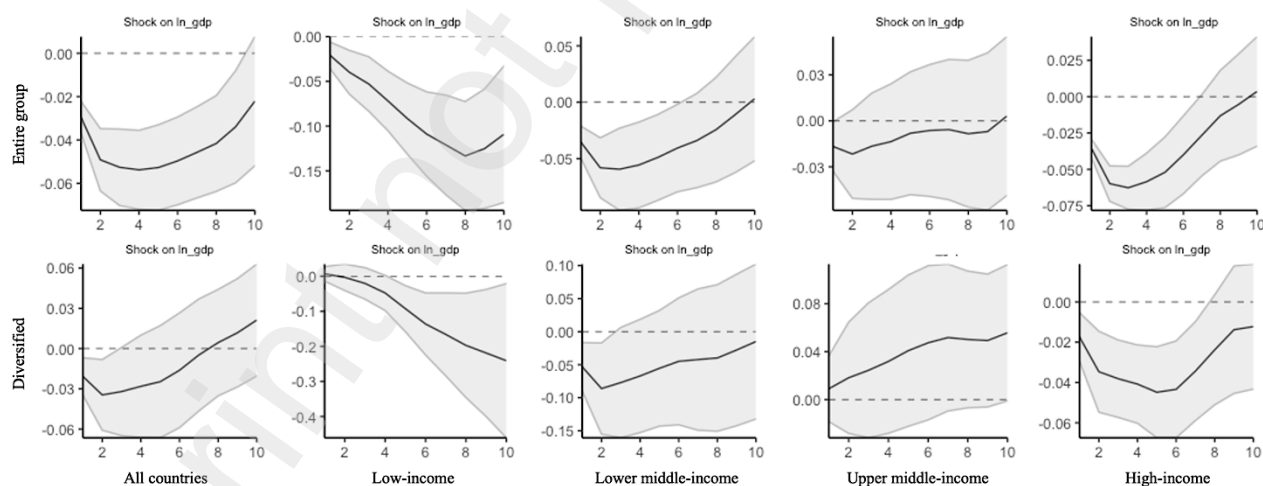 Shock on ln_gdp Shock on ln_gdp Shock on ln_gdp Shock on ln_gdp Shock on ln_gdp
Entire group
0.00 -0.02 -0.04 -0.06
0.00 -0.05 -0.10 -0.15
0.05 0.00 -0.05
0.03 0.00 -0.03
0.025 0.000 -0.025 -0.050 -0.075
2 4 6 8 10 2 4 6 8 10 2 4 6 8 10 2 4 6 8 10 2 4 6 8 10
Shock on ln_gdp Shock on ln_gdp Shock on ln_gdp Shock on ln_gdp
Diversified
0.06 0.03 0.00 -0.03 -0.06
0.0 -0.1 -0.2 -0.3 -0.4
0.10 0.05 0.00 -0.05 -0.10 -0.15
0.08 0.04 0.00
0.00 -0.02 -0.04 -0.06
2 4 6 8 10 2 4 6 8 10 2 4 6 8 10 2 4 6 8 10 2 4 6 8 10
All countries Low-income Lower middle-income Upper middle-income High-income
rint not